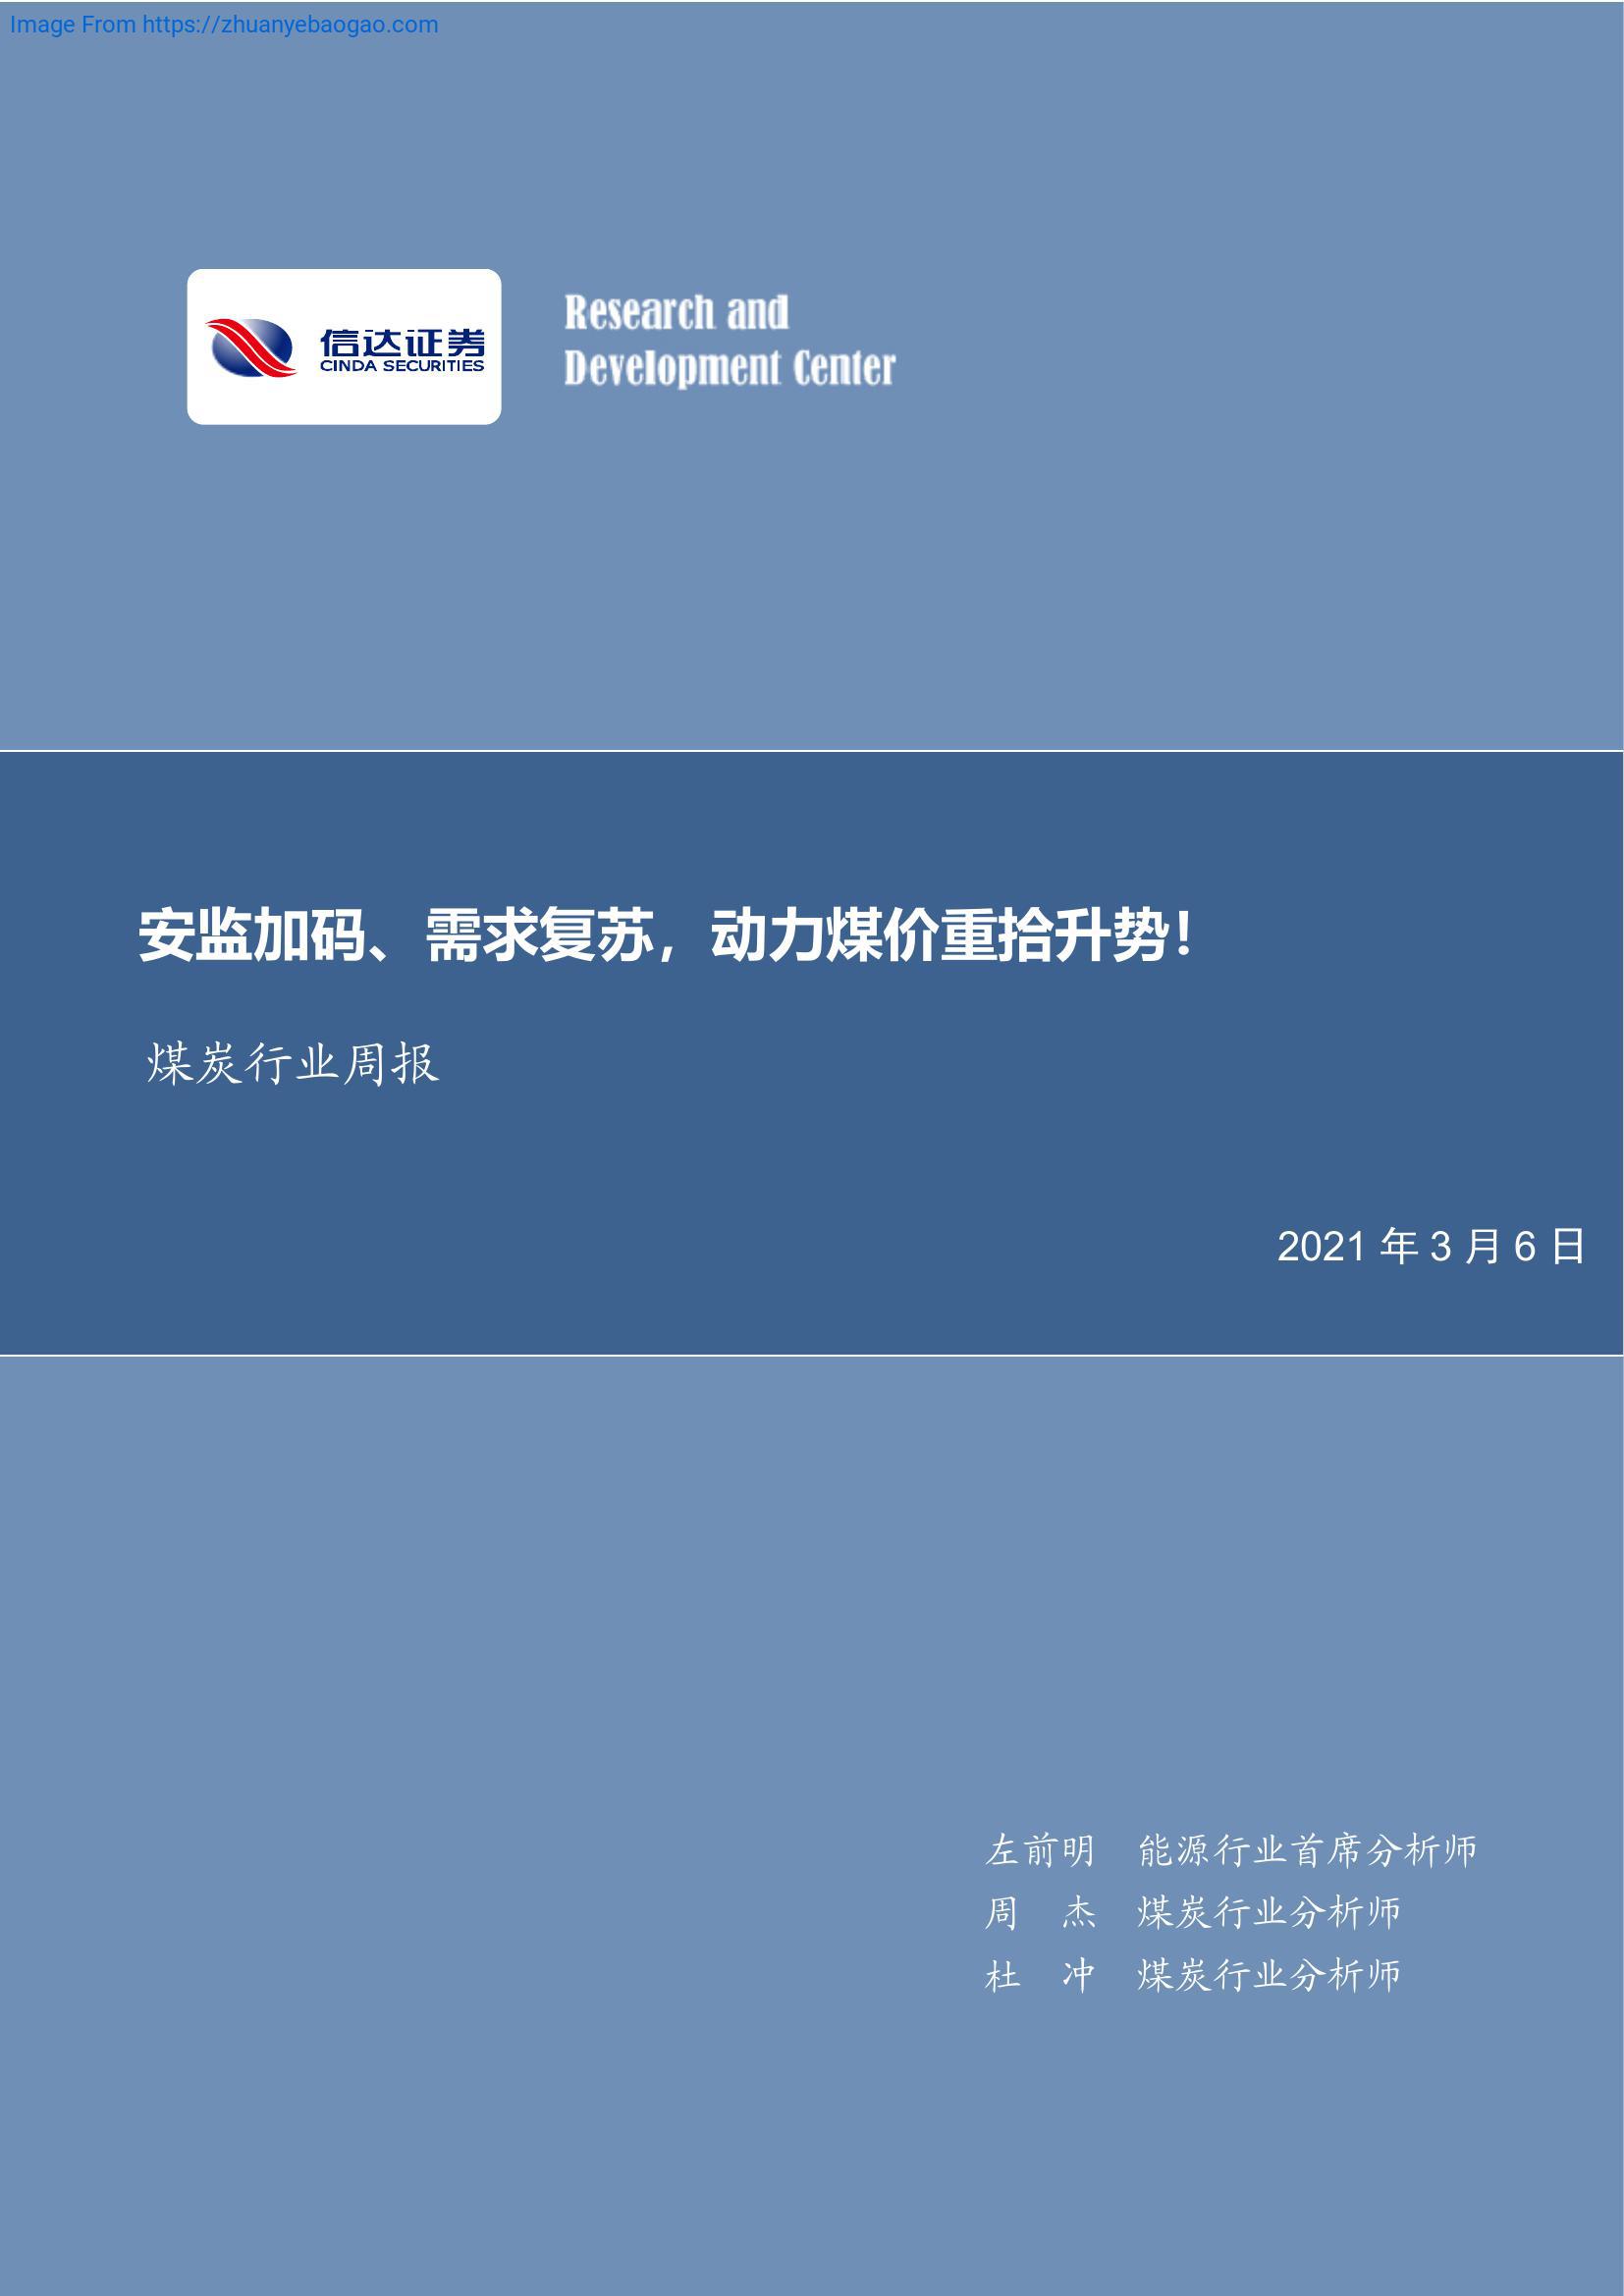 Image From https://zhuanyebaogao.com
信达证券
CINDA SECURITIES
Research and
Development Center
安监加码、需求复苏，动力煤价重拾升势！
煤炭行业周报
2021 年 3 月 6 日
左前明 能源行业首席分析师
周 杰 煤炭行业分析师
杜 冲 煤炭行业分析师